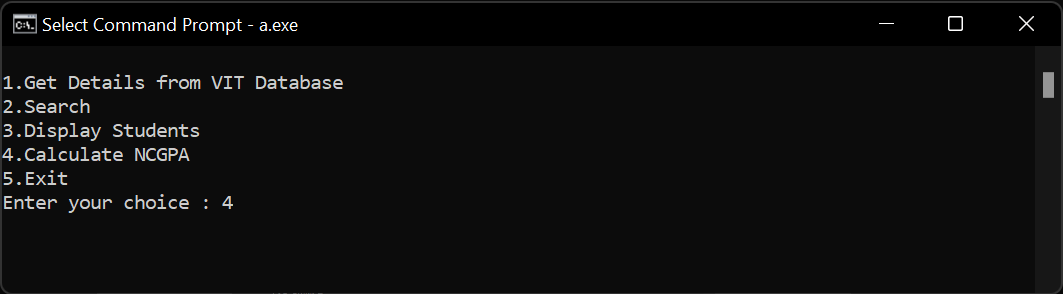 Select Command Prompt - a.exe
1.Get Details from VIT Database
2.Search
3.Display Students
4.Calculate NCGPA
5.Exit
Enter your choice : 4